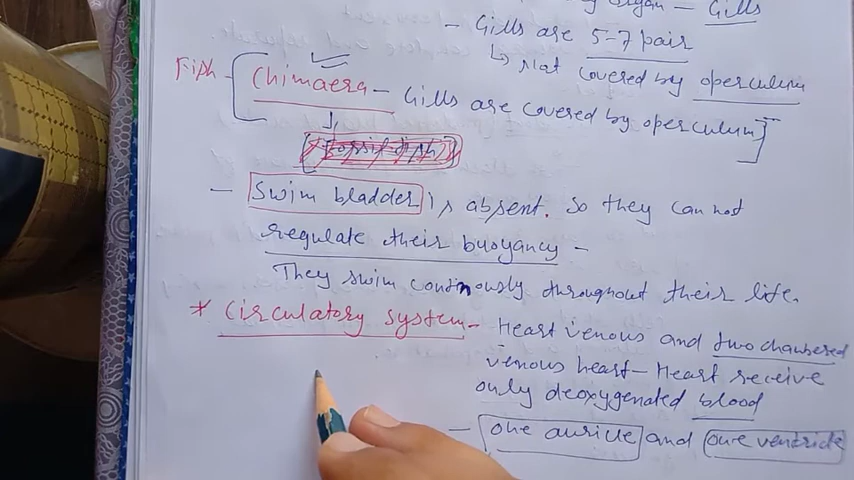 organ — Gills
- Gills are 5-7 pair
↳ Not covered by operculum
Fish - Chimaera - Gills are covered by operculum
- Swim bladder is absent. So they can not
regulate their buoyancy -
They swim continously throughout their life.
* Circulatory system - Heart venous and two chambered
venous heart - Heart receive
only deoxygenated blood
- one auricle and one ventricle